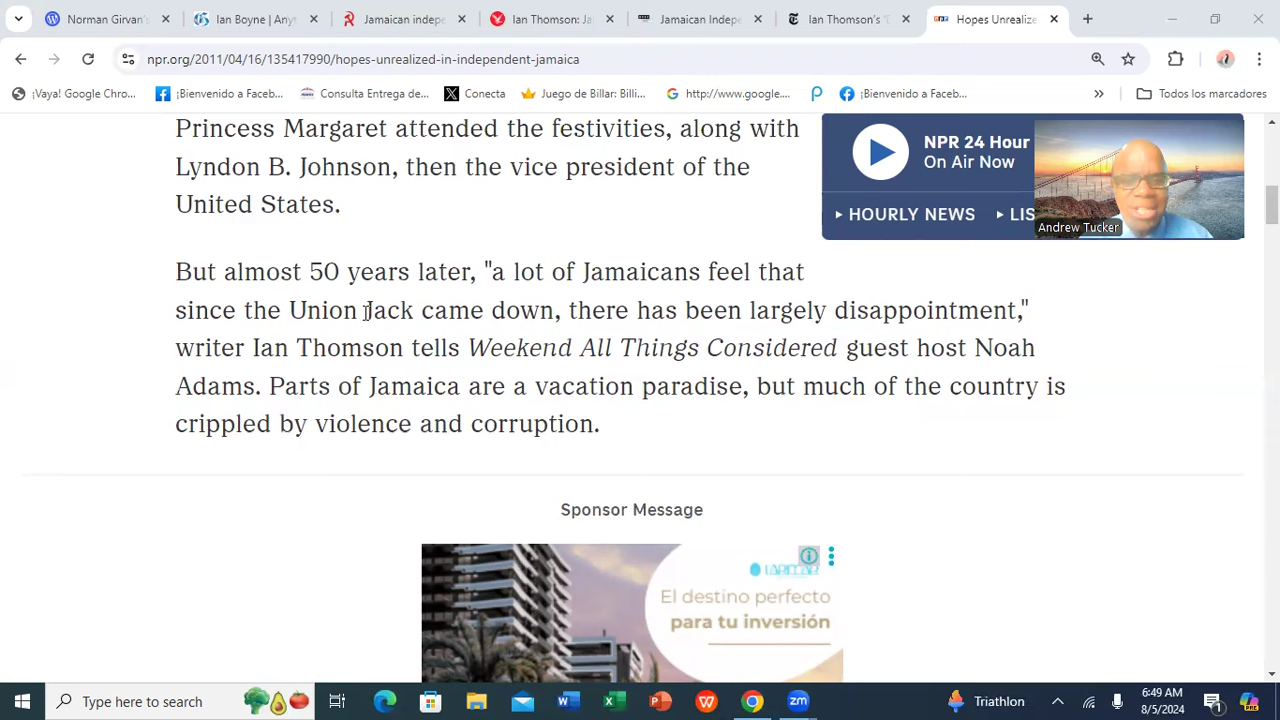 Norman Girvan's
Ian Boyne | Any
Jamaican indep
Ian Thomson: Ja
Jamaican Indep
Ian Thomson's "
Hopes Unrealize
npr.org/2011/04/16/135417990/hopes-unrealized-in-independent-jamaica
¡Vaya! Google Chro...
¡Bienvenido a Faceb...
Consulta Entrega de...
Conecta
Juego de Billar: Billi...
http://www.google....
¡Bienvenido a Faceb...
Todos los marcadores
Princess Margaret attended the festivities, along with
Lyndon B. Johnson, then the vice president of the
United States.
NPR 24 Hour
On Air Now
HOURLY NEWS
LIS
Andrew Tucker
But almost 50 years later, "a lot of Jamaicans feel that
since the Union Jack came down, there has been largely disappointment,"
writer Ian Thomson tells Weekend All Things Considered guest host Noah
Adams. Parts of Jamaica are a vacation paradise, but much of the country is
crippled by violence and corruption.
Sponsor Message
El destino perfecto
para tu inversión
Type here to search
Triathlon
6:49 AM
8/5/2024